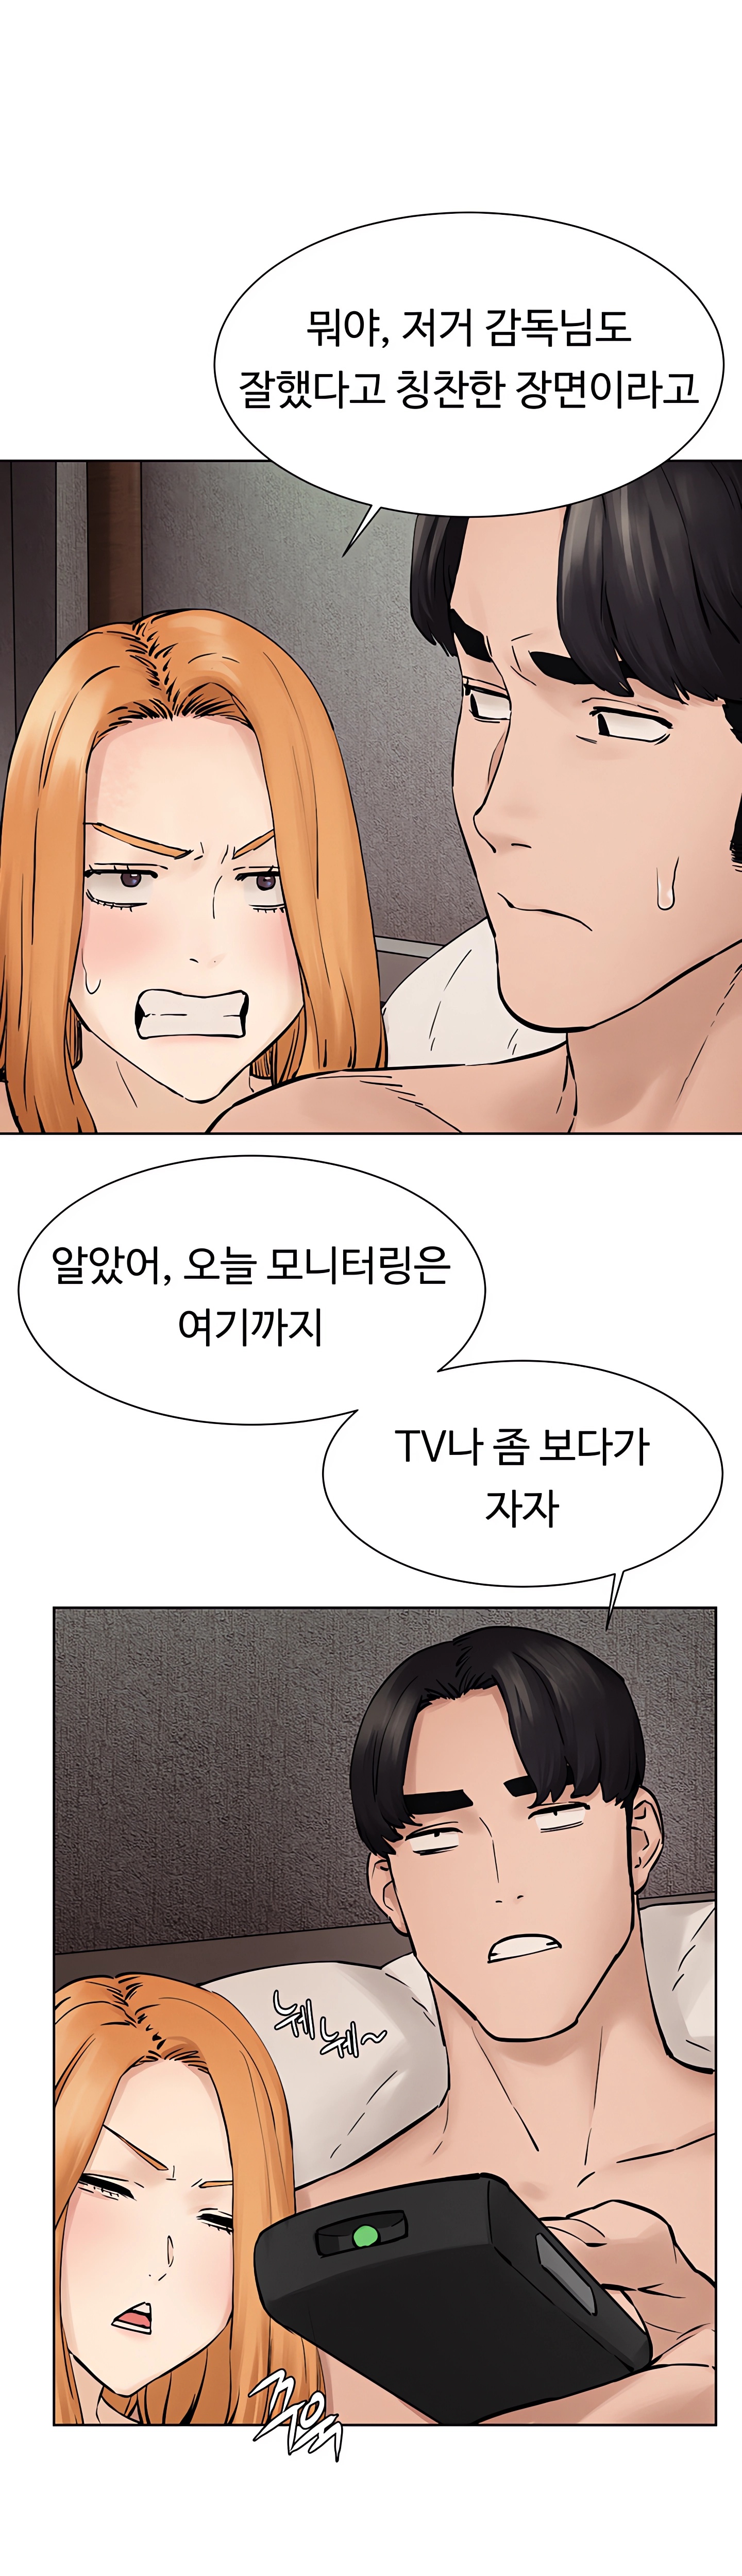 뭐야, 저거 감독님도
잘했다고 칭찬한 장면이라고
알았어, 오늘 모니터링은
여기까지
TV나 좀 보다가
자자
눼눼~
꾸욱